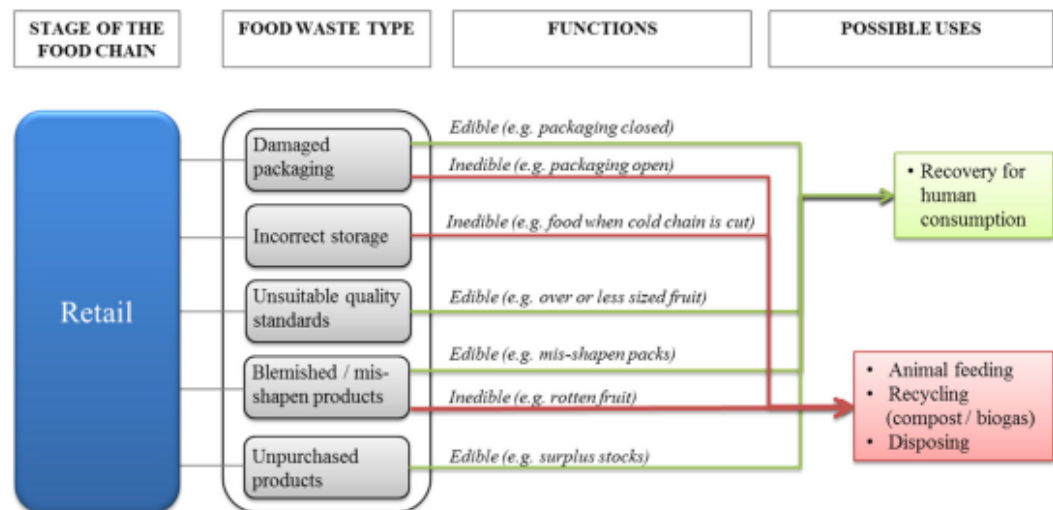 STAGE OF THE
FOOD CHAIN
FOOD WASTE TYPE
FUNCTIONS
POSSIBLE USES
Retail
Damaged
packaging
Edible (e.g. packaging closed)
Inedible (e.g. packaging open)
Incorrect storage
Inedible (e.g. food when cold chain is cut)
Unsuitable quality
standards
Edible (e.g. over or less sized fruit)
Blemished / mis-
shapen products
Edible (e.g. mis-shapen packs)
Inedible (e.g. rotten fruit)
Unpurchased
products
Edible (e.g. surplus stocks)
• Recovery for
human
consumption
• Animal feeding
• Recycling
(compost / biogas)
• Disposing